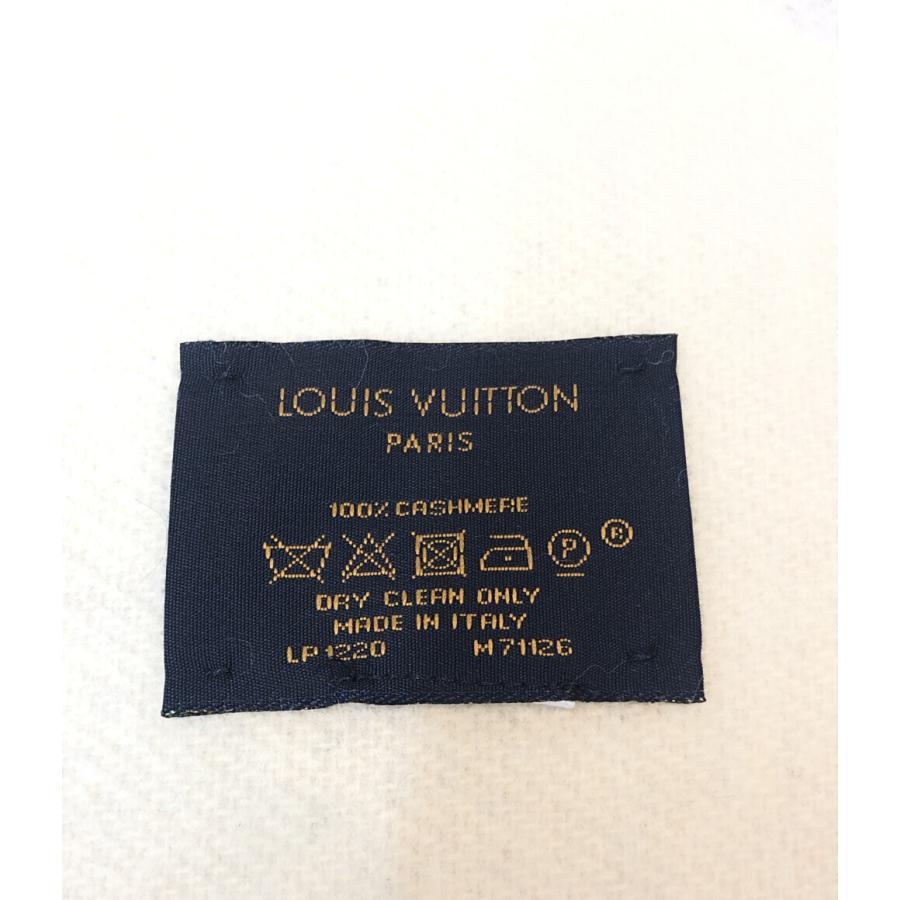 LOUIS VUITTON
PARIS
100% CASHMERE
P ®
DRY CLEAN ONLY
MADE IN ITALY
LP1220 M71126